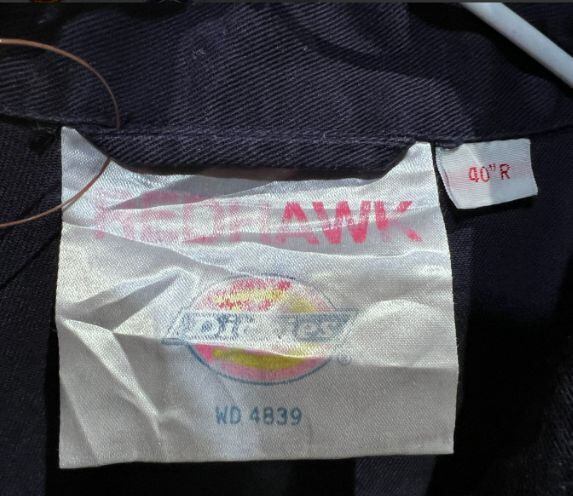 REDHAWK
40" R
Dickies
®
WD 4839